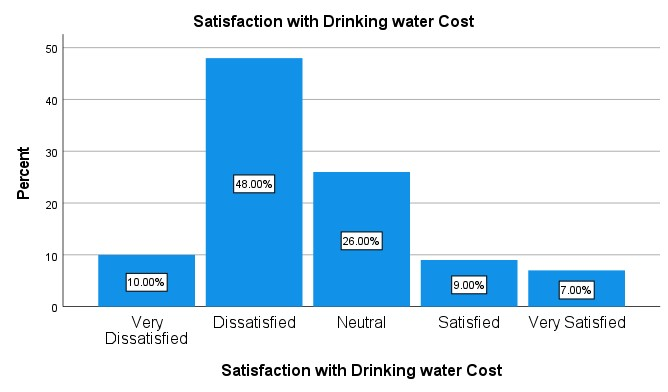 Satisfaction with Drinking water Cost
50
40
30
20
10
0
Percent
10.00%
48.00%
26.00%
9.00%
7.00%
Very
Dissatisfied
Dissatisfied
Neutral
Satisfied
Very Satisfied
Satisfaction with Drinking water Cost